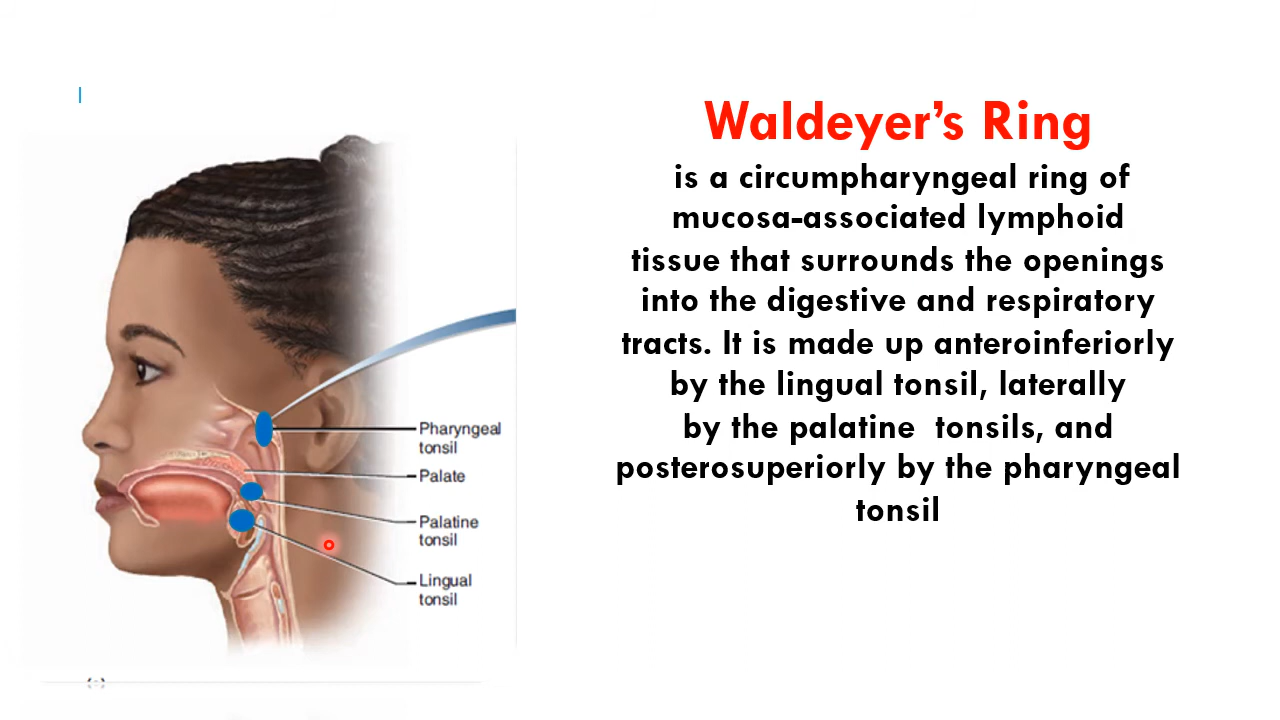 Waldeyer’s Ring
is a circumpharyngeal ring of
mucosa-associated lymphoid
tissue that surrounds the openings
into the digestive and respiratory
tracts. It is made up anteroinferiorly
by the lingual tonsil, laterally
by the palatine tonsils, and
posterosuperiorly by the pharyngeal
tonsil
Pharyngeal
tonsil
Palate
Palatine
tonsil
Lingual
tonsil